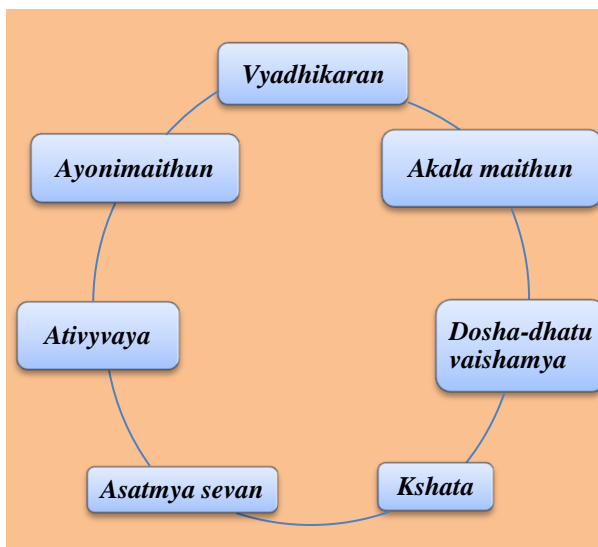 Vyadhikaran
Akala maithun
Dosha-dhatu
vaishamya
Kshata
Asatmya sevan
Ativyvaya
Ayonimaithun